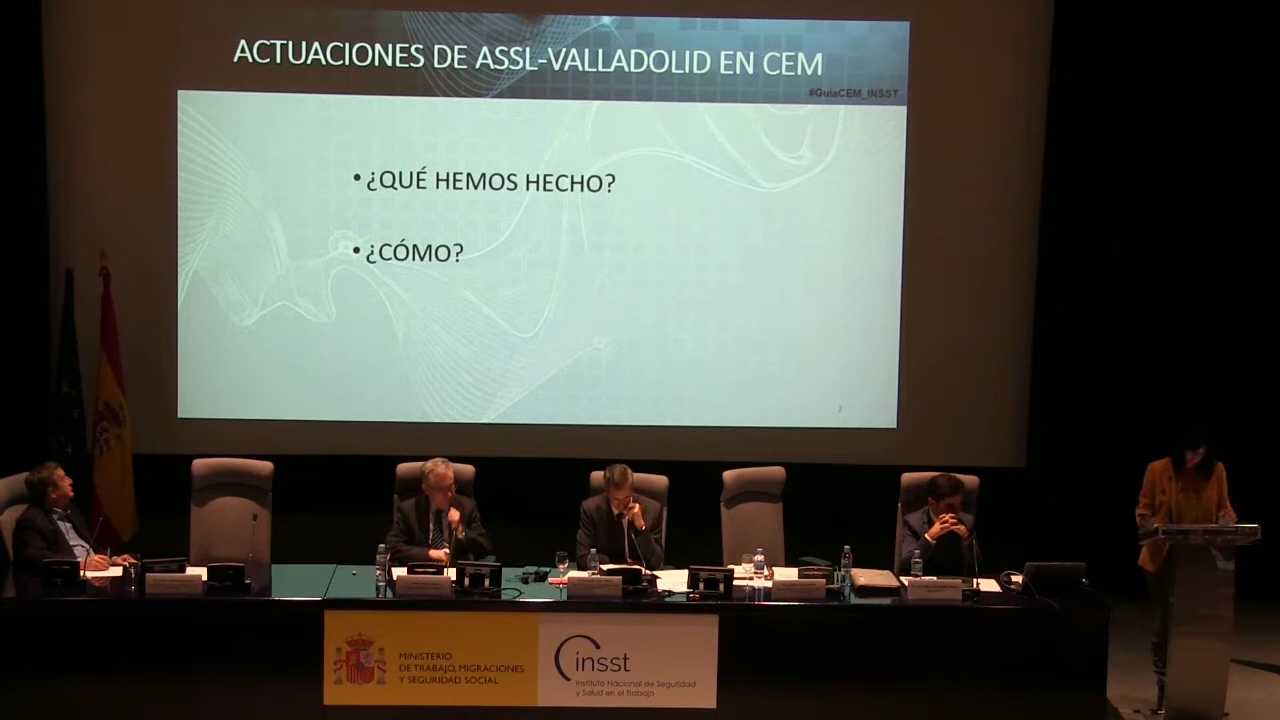 ACTUACIONES DE ASSL-VALLADOLID EN CEM
#GuiaCEM_INSST
• ¿QUÉ HEMOS HECHO?
• ¿CÓMO?
2
MINISTERIO
DE TRABAJO, MIGRACIONES
Y SEGURIDAD SOCIAL
insst
Instituto Nacional de Seguridad
y Salud en el Trabajo